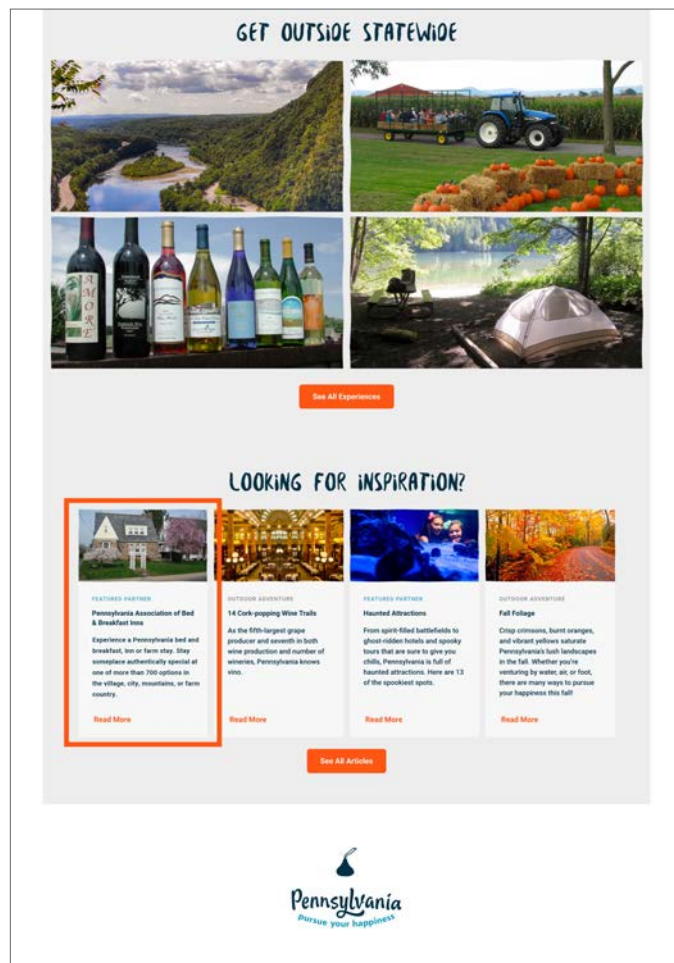 GET OUTSIDE STATEWIDE
AMORE
See All Experiences
LOOKING FOR INSPIRATION?
FEATURED PARTNER
Pennsylvania Association of Bed
& Breakfast Inns
Experience a Pennsylvania bed and
breakfast, inn or farm stay. Stay
someplace authentically special at
one of more than 700 options in
the village, city, mountains, or farm
country.
Read More
OUTDOOR ADVENTURE
14 Cork-popping Wine Trails
As the fifth-largest grape
producer and seventh in both
wine production and number of
wineries, Pennsylvania knows
vino.
Read More
FEATURED PARTNER
Haunted Attractions
From spirit-filled battlefields to
ghost-ridden hotels and spooky
tours that are sure to give you
chills, Pennsylvania is full of
haunted attractions. Here are 13
of the spookiest spots.
Read More
OUTDOOR ADVENTURE
Fall Foliage
Crisp crimsons, burnt oranges,
and vibrant yellows saturate
Pennsylvania's lush landscapes
in the fall. Whether you're
venturing by water, air, or foot,
there are many ways to pursue
your happiness this fall!
Read More
See All Articles
Pennsylvania
pursue your happiness